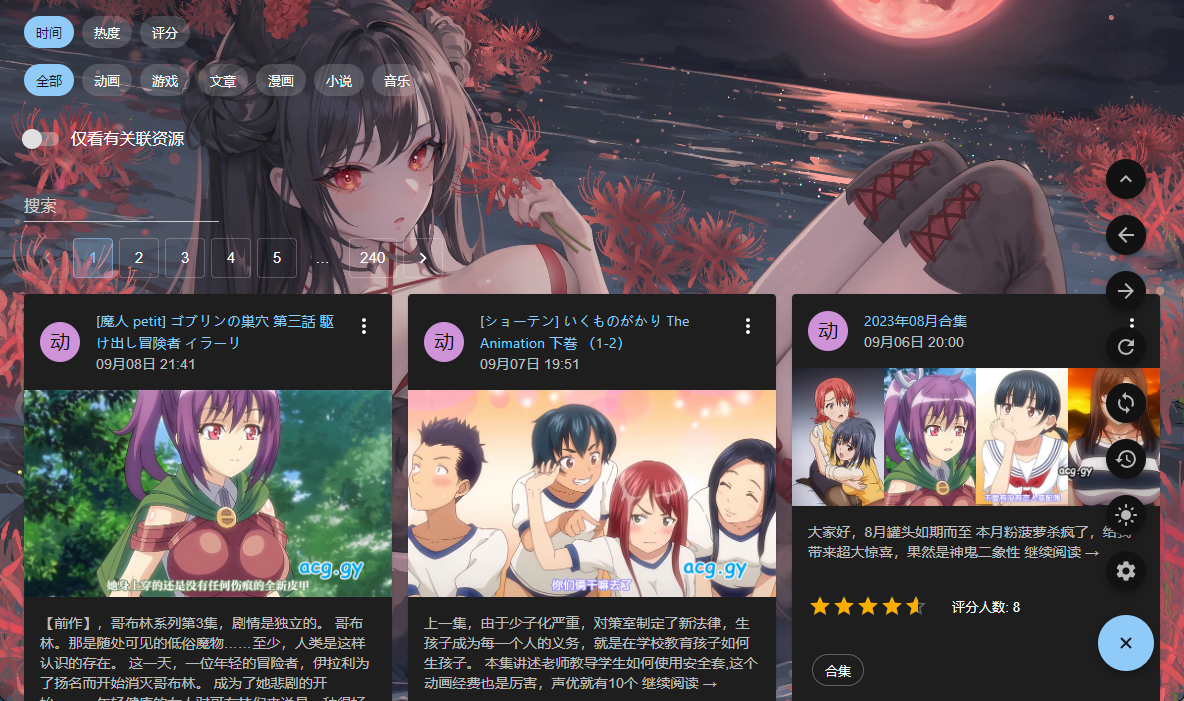 时间 热度 评分
全部 动画 游戏 文章 漫画 小说 音乐
仅看有关联资源
搜索
1 2 3 4 5 ... 240
动
[魔人 petit] ゴブリンの巣穴 第三話 駆
け出し冒険者 イラーリ
09月08日 21:41
acg.gy
她身上穿的还是没有任何伤痕的全新皮甲
【前作】，哥布林系列第3集，剧情是独立的。 哥布
林。那是随处可见的低俗魔物……至少，人类是这样
认识的存在。 这一天，一位年轻的冒险者，伊拉利为
了扬名而开始消灭哥布林。 成为了她悲剧的开
动
[ショーテン] いくものがかり The
Animation 下巻 （1-2）
09月07日 19:51
acg.gy
你们俩干嘛去了
上一集，由于少子化严重，对策室制定了新法律，生
孩子成为每一个人的义务，就是在学校教育孩子如何
生孩子。 本集讲述老师教导学生如何使用安全套,这个
动画经费也是厉害，声优就有10个 继续阅读 →
动
2023年08月合集
09月06日 20:00
acg.gy
大家好，8月罐头如期而至 本月粉菠萝杀疯了，给我
带来超大惊喜，果然是神鬼二象性 继续阅读 →
评分人数: 8
合集